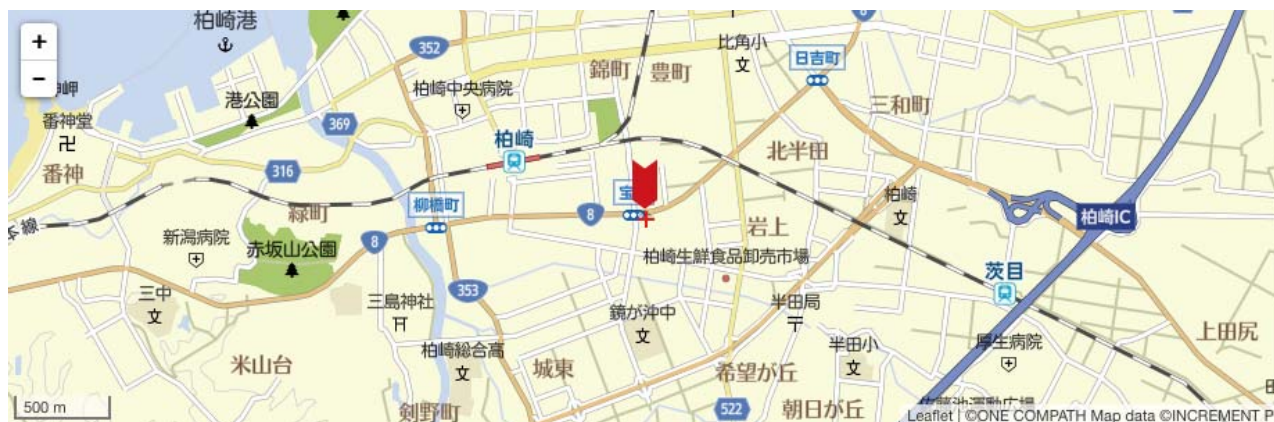 +
−
柏崎港
352
比角小
日吉町
錦町
豊町
柏崎中央病院
港公園
番神堂
369
三和町
柏崎
北半田
番神
316
緑町
柳橋町
8
柏崎
岩上
柏崎IC
新潟病院
赤坂山公園
8
柏崎生鮮食品卸売市場
茨目
353
三中
三島神社
鏡が沖中
半田局
上田尻
柏崎総合高
半田小
厚生病院
米山台
城東
希望が丘
500 m
剣野町
522
朝日が丘
Leaflet | ©ONE COMPATH Map data ©INCREMENT P